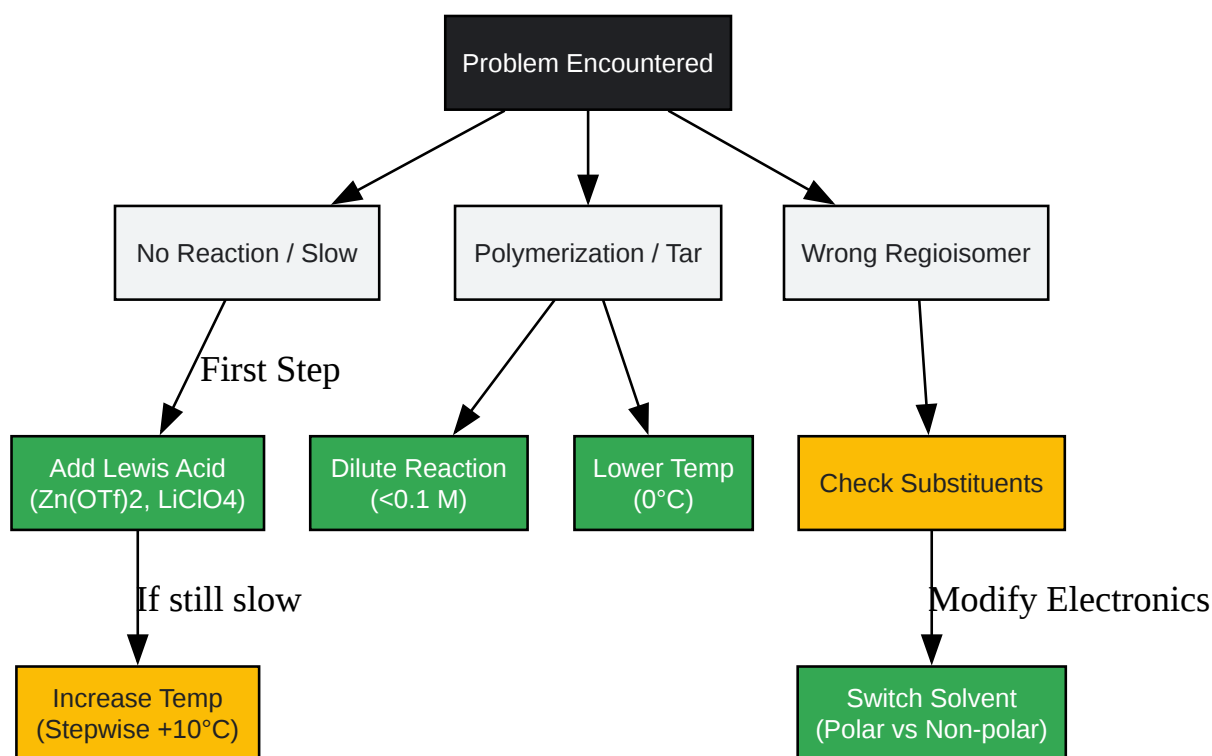 Problem Encountered
No Reaction / Slow
Polymerization / Tar
Wrong Regioisomer
First Step
Add Lewis Acid
(Zn(OTf)2, LiClO4)
Dilute Reaction
(<0.1 M)
Lower Temp
(0°C)
Check Substituents
If still slow
Modify Electronics
Increase Temp
(Stepwise +10°C)
Switch Solvent
(Polar vs Non-polar)